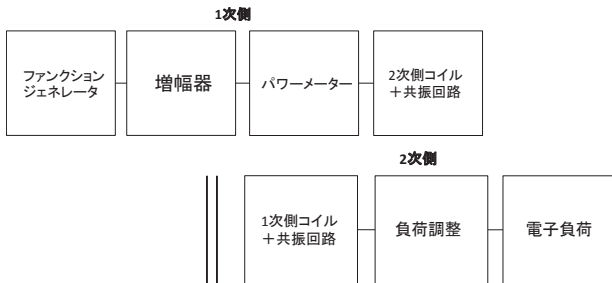 1次側
ファンクション
ジェネレータ
増幅器
パワーメーター
2次側コイル
＋共振回路
2次側
1次側コイル
＋共振回路
負荷調整
電子負荷